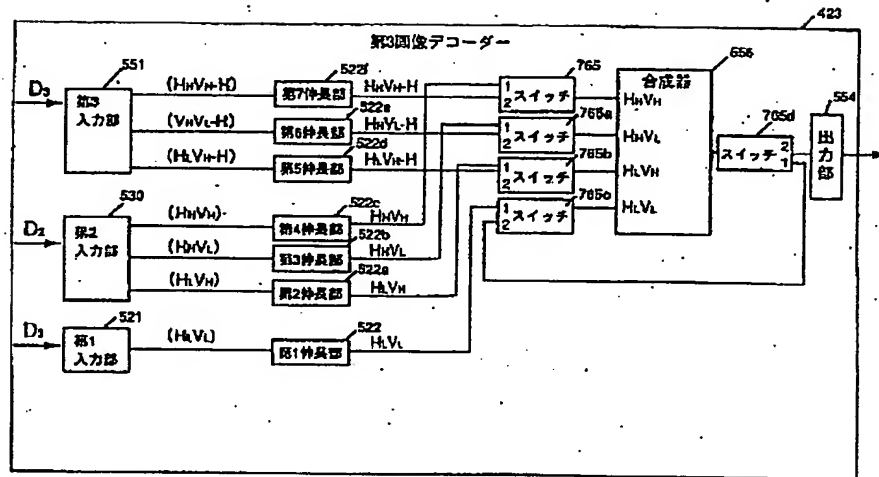 423
第3画像デコーダー
551
D3
第3
入力部
(HHVH-H)
522f
第7伸長部
HHVH-H
(VHVL-H)
522e
第6伸長部
HHVL-H
(HLVH-H)
522d
第5伸長部
HLVH-H
765
1
2
スイッチ
765a
1
2
スイッチ
765b
1
2
スイッチ
765c
1
2
スイッチ
556
合成器
HHVH
HHVL
HLVH
HLVL
765d
スイッチ
2
1
554
出力部
530
D2
第2
入力部
(HHVH)
522c
第4伸長部
HHVH
(HHVL)
522b
第3伸長部
HHVL
(HLVH)
522a
第2伸長部
HLVH
521
D3
第1
入力部
(HLVL)
522
第1伸長部
HLVL